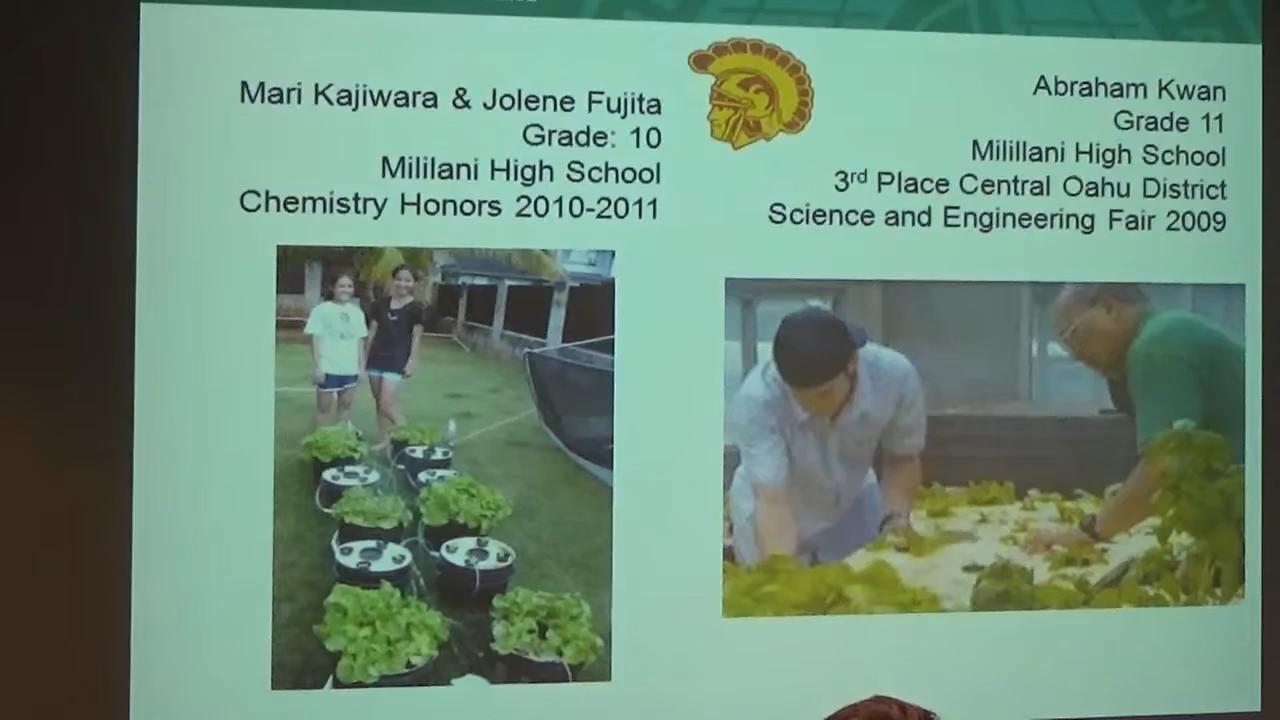 Mari Kajiwara & Jolene Fujita
Grade: 10
Mililani High School
Chemistry Honors 2010-2011
Abraham Kwan
Grade 11
Milillani High School
3rd Place Central Oahu District
Science and Engineering Fair 2009